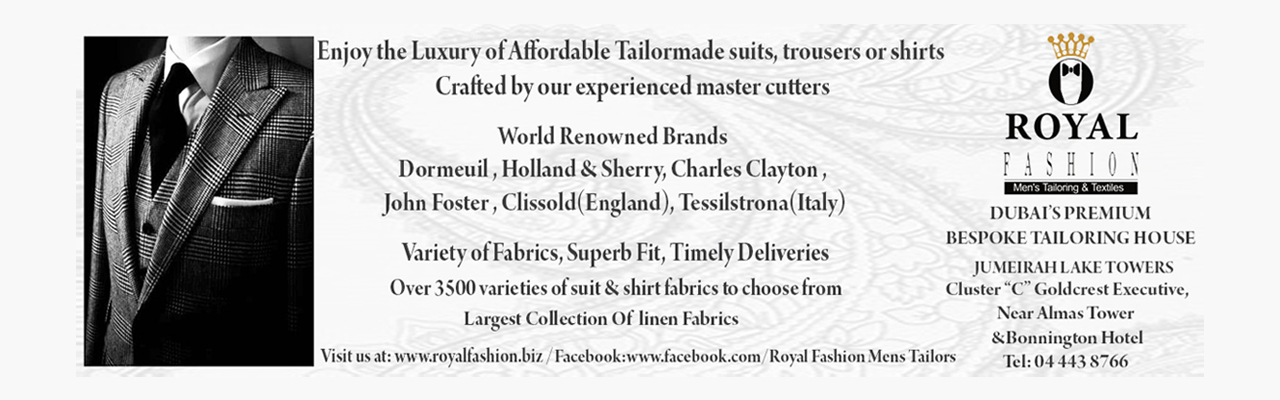 Enjoy the Luxury of Affordable Tailormade suits, trousers or shirts
Crafted by our experienced master cutters
World Renowned Brands
Dormeuil , Holland & Sherry, Charles Clayton ,
John Foster , Clissold(England), Tessilstrona(Italy)
Variety of Fabrics, Superb Fit, Timely Deliveries
Over 3500 varieties of suit & shirt fabrics to choose from
Largest Collection Of linen Fabrics
Visit us at: www.royalfashion.biz / Facebook:www.facebook.com/Royal Fashion Mens Tailors
ROYAL
FASHION
Men's Tailoring & Textiles
DUBAI'S PREMIUM
BESPOKE TAILORING HOUSE
JUMEIRAH LAKE TOWERS
Cluster “C” Goldcrest Executive,
Near Almas Tower
&Bonnington Hotel
Tel: 04 443 8766